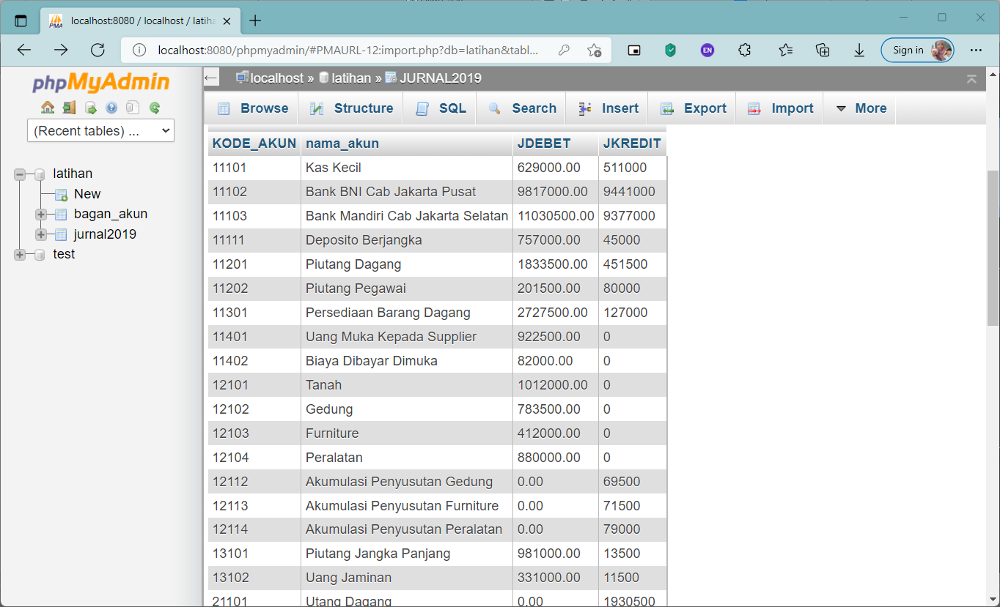 localhost:8080 / localhost / latiha
localhost:8080/phpmyadmin/#PMAURL-12:import.php?db=latihan&tabl...
EN
Sign in
phpMyAdmin
(Recent tables) ...
latihan
New
bagan_akun
jurnal2019
test
localhost » latihan » JURNAL2019
Browse Structure SQL Search Insert Export Import More
KODE_AKUN nama_akun JDEBET JKREDIT
11101 Kas Kecil 629000.00 511000
11102 Bank BNI Cab Jakarta Pusat 9817000.00 9441000
11103 Bank Mandiri Cab Jakarta Selatan 11030500.00 9377000
11111 Deposito Berjangka 757000.00 45000
11201 Piutang Dagang 1833500.00 451500
11202 Piutang Pegawai 201500.00 80000
11301 Persediaan Barang Dagang 2727500.00 127000
11401 Uang Muka Kepada Supplier 922500.00 0
11402 Biaya Dibayar Dimuka 82000.00 0
12101 Tanah 1012000.00 0
12102 Gedung 783500.00 0
12103 Furniture 412000.00 0
12104 Peralatan 880000.00 0
12112 Akumulasi Penyusutan Gedung 0.00 69500
12113 Akumulasi Penyusutan Furniture 0.00 71500
12114 Akumulasi Penyusutan Peralatan 0.00 79000
13101 Piutang Jangka Panjang 981000.00 13500
13102 Uang Jaminan 331000.00 11500
21101 Utang Dagang 0.00 1930500